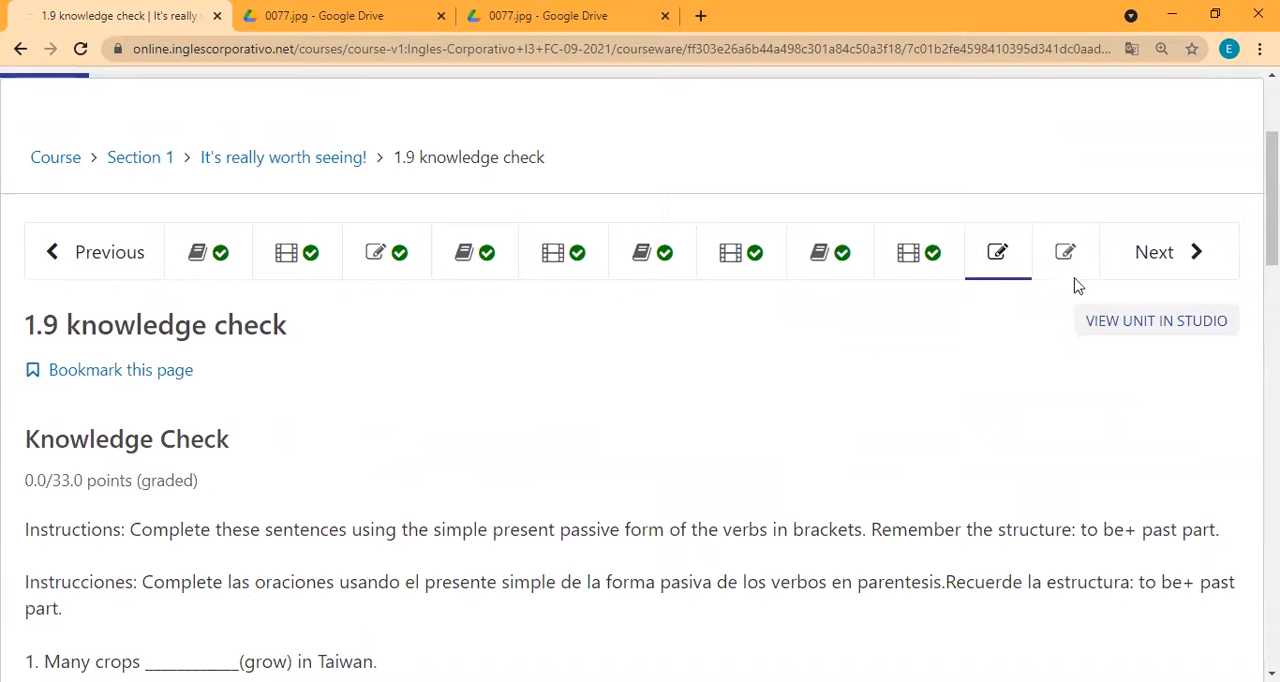 1.9 knowledge check | It's really
0077.jpg - Google Drive
0077.jpg - Google Drive
online.inglescorporativo.net/courses/course-v1:Ingles-Corporativo+I3+FC-09-2021/courseware/ff303e26a6b44a498c301a84c50a3f18/7c01b2fe4598410395d341dc0aad...
E
Course > Section 1 > It's really worth seeing! > 1.9 knowledge check
Previous
Next
1.9 knowledge check
VIEW UNIT IN STUDIO
Bookmark this page
Knowledge Check
0.0/33.0 points (graded)
Instructions: Complete these sentences using the simple present passive form of the verbs in brackets. Remember the structure: to be+ past part.
Instrucciones: Complete las oraciones usando el presente simple de la forma pasiva de los verbos en parentesis.Recuerde la estructura: to be+ past
part.
1. Many crops ___________(grow) in Taiwan.